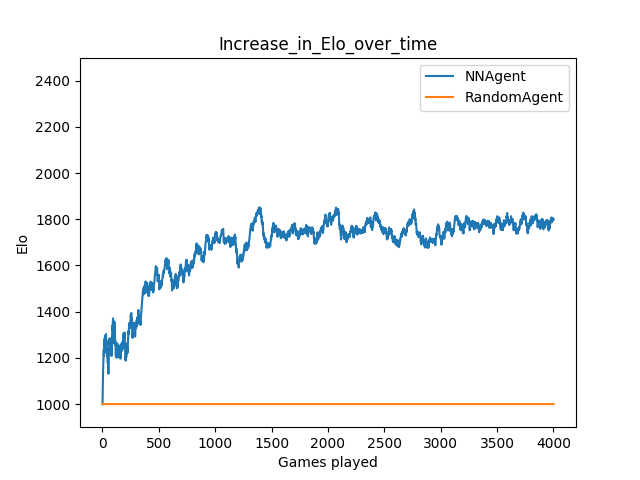 Increase_in_Elo_over_time
NNAgent
RandomAgent
2400
2200
2000
1800
1600
1400
1200
1000
Elo
0 500 1000 1500 2000 2500 3000 3500 4000
Games played